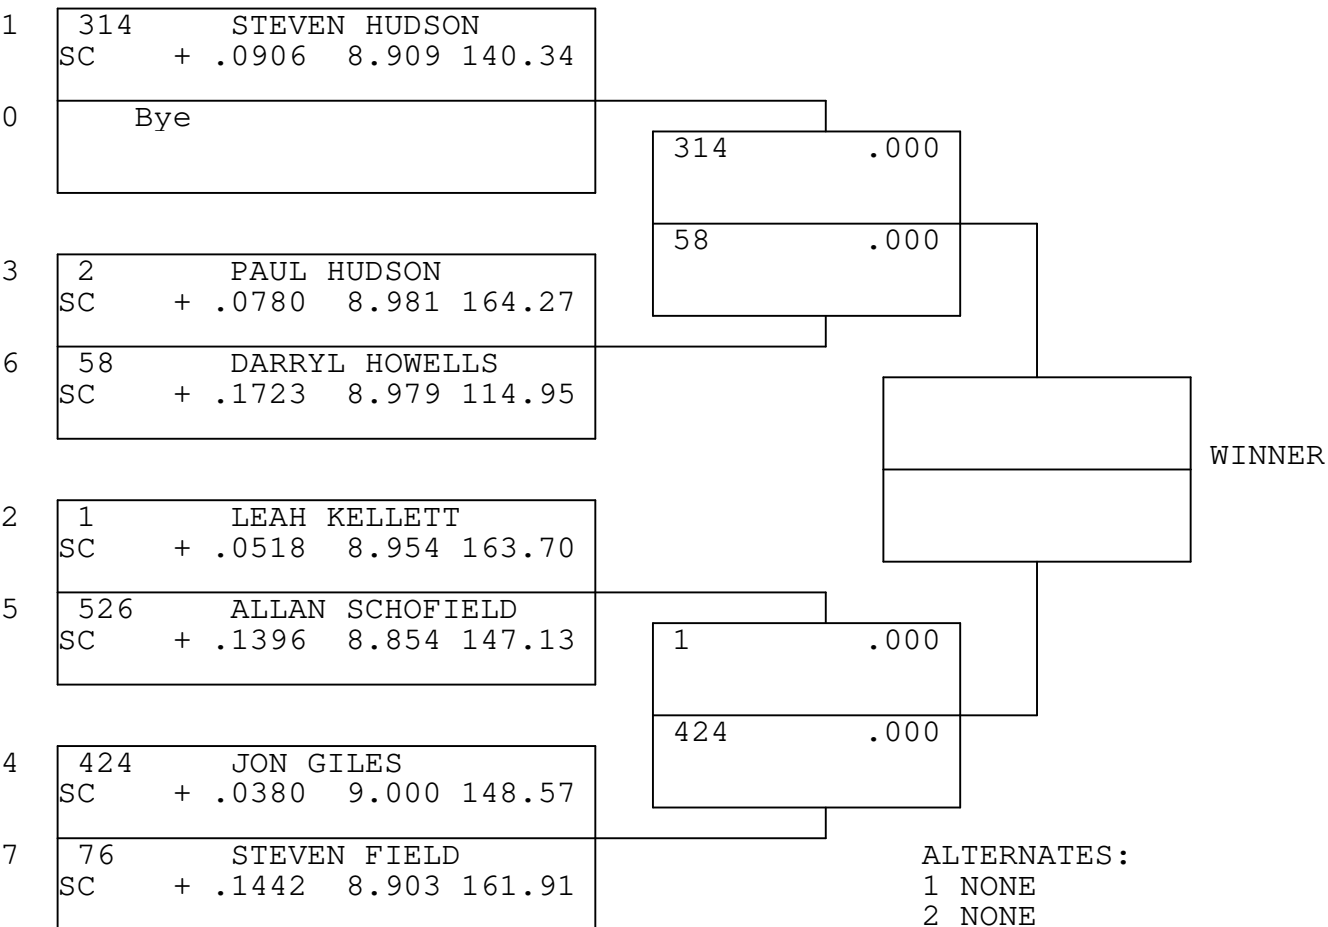 1 314 STEVEN HUDSON
SC + .0906 8.909 140.34
0 Bye
314 .000
58 .000
3 2 PAUL HUDSON
SC + .0780 8.981 164.27
6 58 DARRYL HOWELLS
SC + .1723 8.979 114.95
WINNER
2 1 LEAH KELLETT
SC + .0518 8.954 163.70
5 526 ALLAN SCHOFIELD
SC + .1396 8.854 147.13
1 .000
424 .000
4 424 JON GILES
SC + .0380 9.000 148.57
7 76 STEVEN FIELD
SC + .1442 8.903 161.91
ALTERNATES:
1 NONE
2 NONE